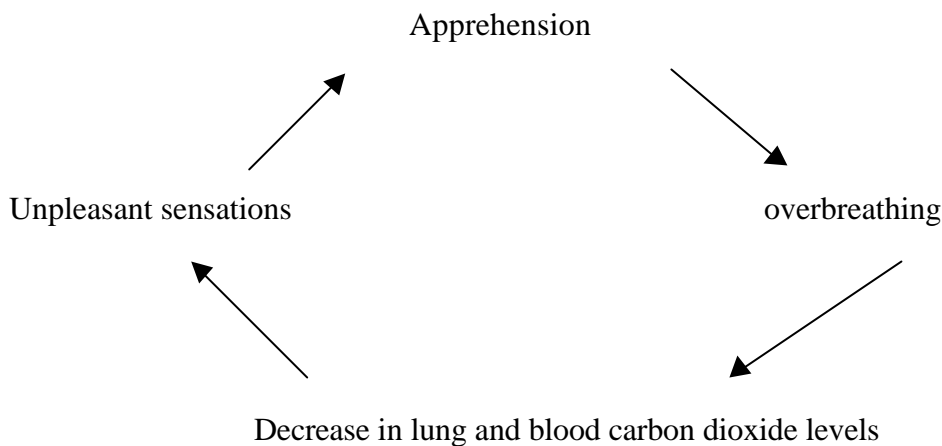 Apprehension
Unpleasant sensations
overbreathing
Decrease in lung and blood carbon dioxide levels